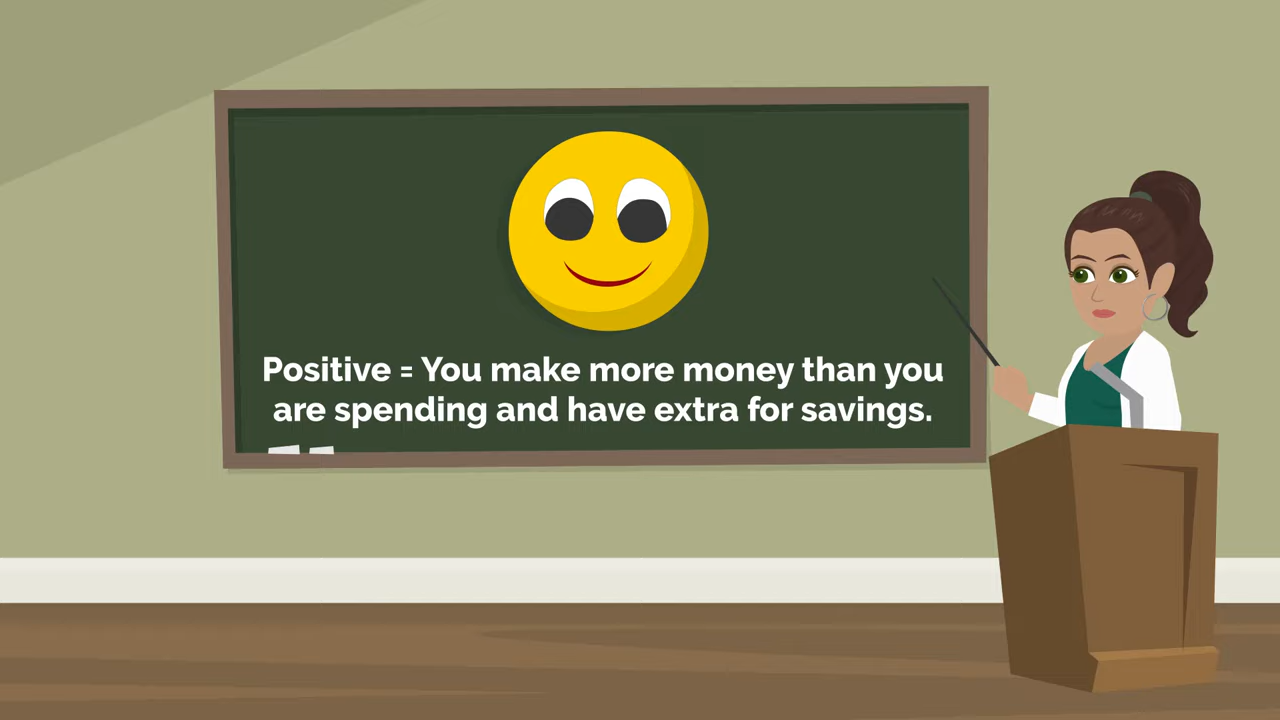 Positive = You make more money than you
are spending and have extra for savings.